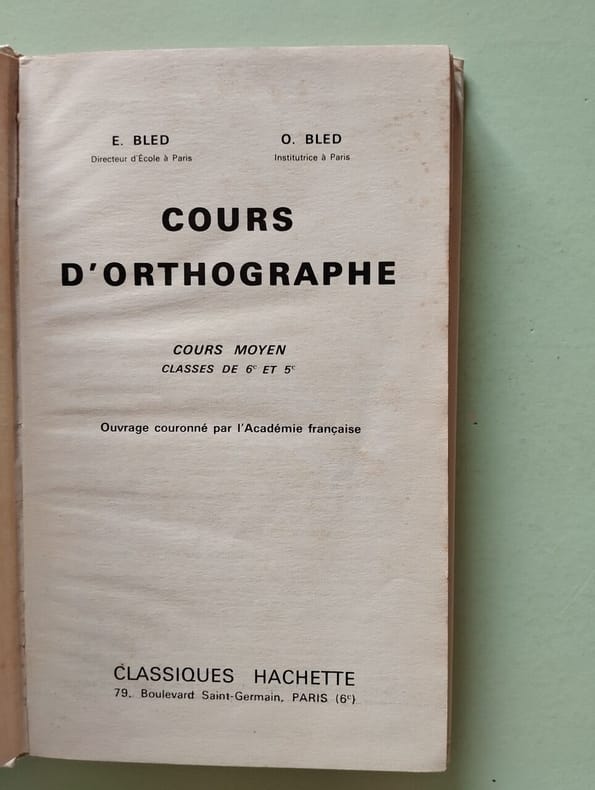 E. BLED O. BLED
Directeur d'École à Paris Institutrice à Paris
COURS
D'ORTHOGRAPHE
COURS MOYEN
CLASSES DE 6e ET 5e
Ouvrage couronné par l'Académie française
CLASSIQUES HACHETTE
79, Boulevard Saint-Germain, PARIS (6e)